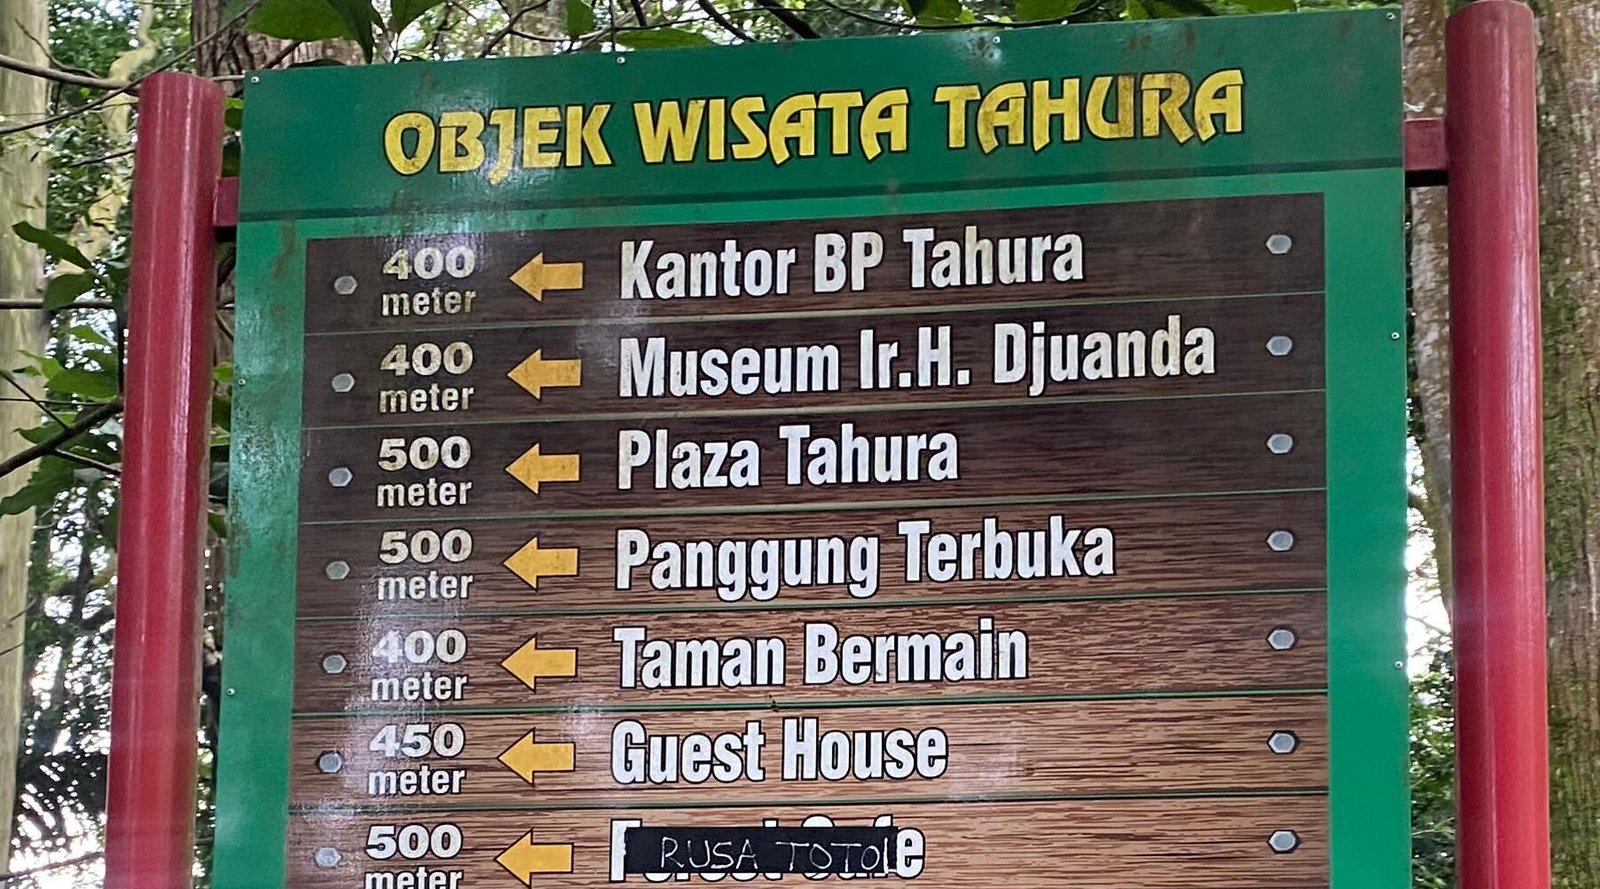 OBJEK WISATA TAHURA
400 meter Kantor BP Tahura
400 meter Museum Ir.H. Djuanda
500 meter Plaza Tahura
500 meter Panggung Terbuka
400 meter Taman Bermain
450 meter Guest House
500 meter RUSA TOTOL